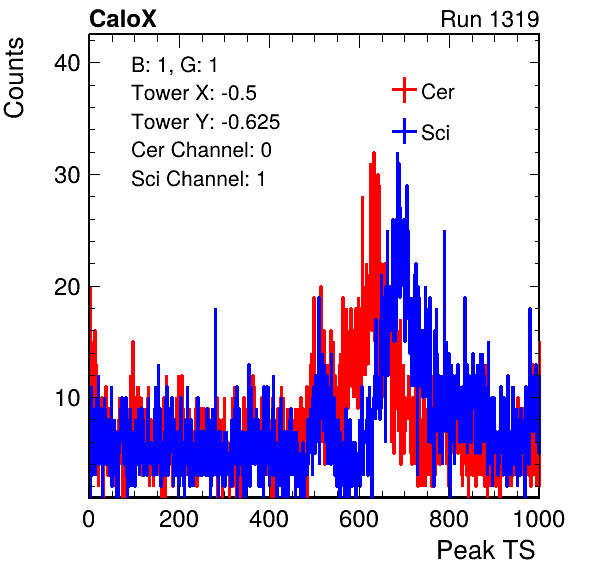 CaloX Run 1319
Counts
40
30
20
10
B: 1, G: 1
Tower X: -0.5
Tower Y: -0.625
Cer Channel: 0
Sci Channel: 1
Cer
Sci
0 200 400 600 800 1000
Peak TS